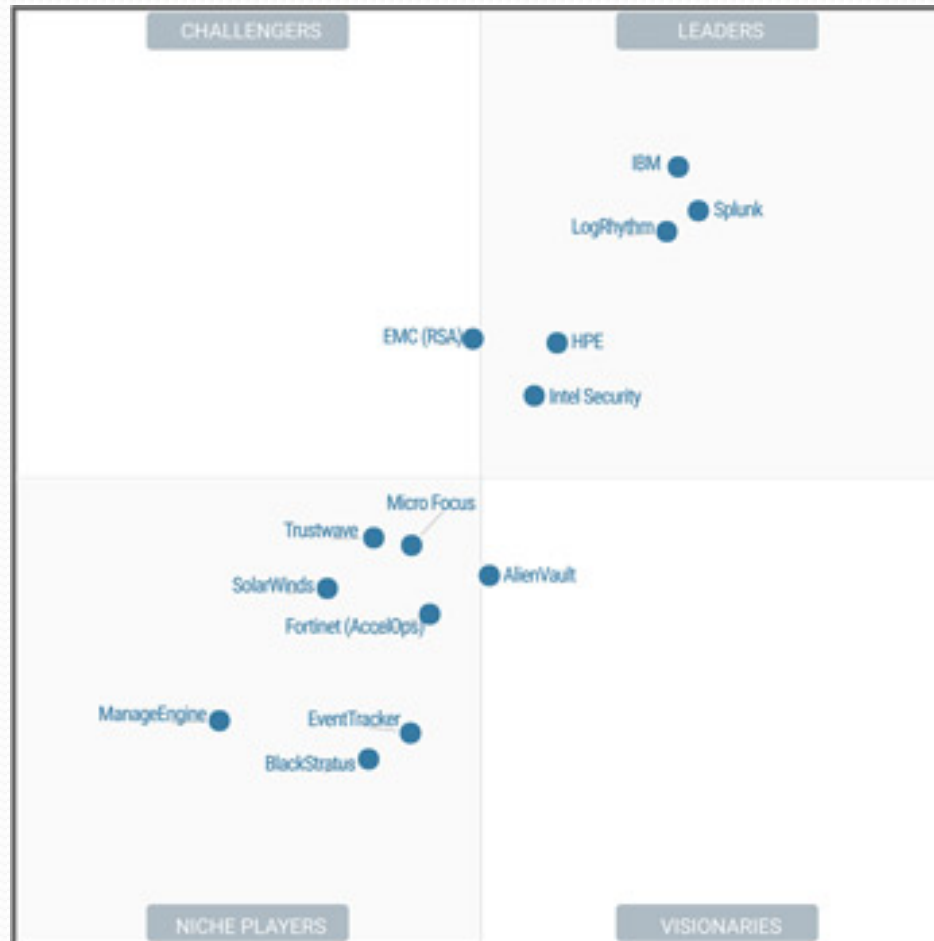 CHALLENGERS
LEADERS
IBM
Splunk
LogRhythm
EMC (RSA)
HPE
Intel Security
Micro Focus
Trustwave
AlienVault
SolarWinds
Fortinet (AccelOps)
ManageEngine
EventTracker
BlackStratus
NICHE PLAYERS
VISIONARIES